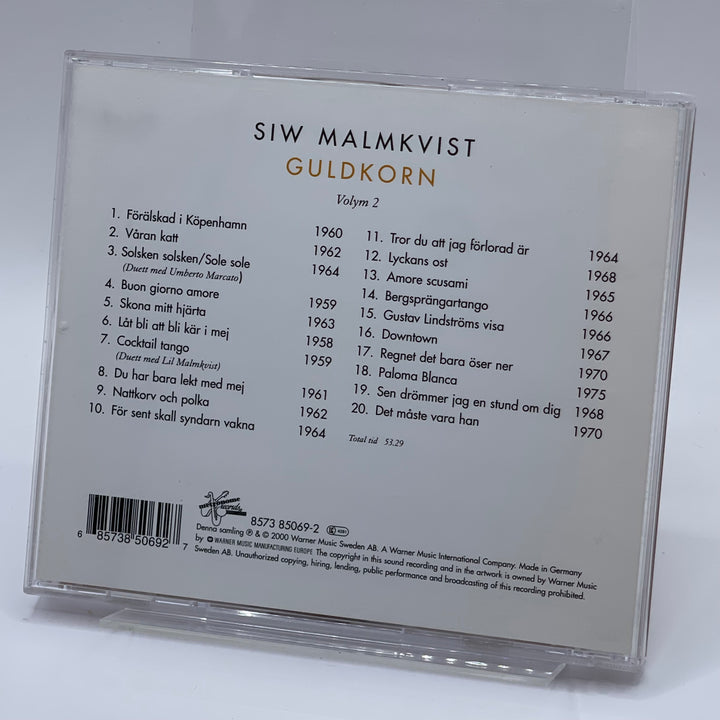 SIW MALMKVIST
GULDKORN
Volym 2
1. Förälskad i Köpenhamn 1960
2. Våran katt 1962
3. Solsken solsken/Sole sole 1964
(Duett med Umberto Marcato)
4. Buon giorno amore 1959
5. Skona mitt hjärta 1963
6. Låt bli att bli kär i mej 1958
7. Cocktail tango 1959
(Duett med Lil Malmkvist)
8. Du har bara lekt med mej 1961
9. Nattkorv och polka 1962
10. För sent skall syndarn vakna 1964
11. Tror du att jag förlorad är 1964
12. Lyckans ost 1968
13. Amore scusami 1965
14. Bergsprängartango 1966
15. Gustav Lindströms visa 1966
16. Downtown 1967
17. Regnet det bara öser ner 1970
18. Paloma Blanca 1975
19. Sen drömmer jag en stund om dig 1968
20. Det måste vara han 1970
Total tid 53.29
metronome
records
8573 85069-2
6 85738 50692 7
Denna samling ℗ & © 2000 Warner Music Sweden AB. A Warner Music International Company. Made in Germany
by WARNER MUSIC MANUFACTURING EUROPE The copyright in this sound recording and in the artwork is owned by Warner Music
Sweden AB. Unauthorized copying, hiring, lending, public performance and broadcasting of this recording prohibited.